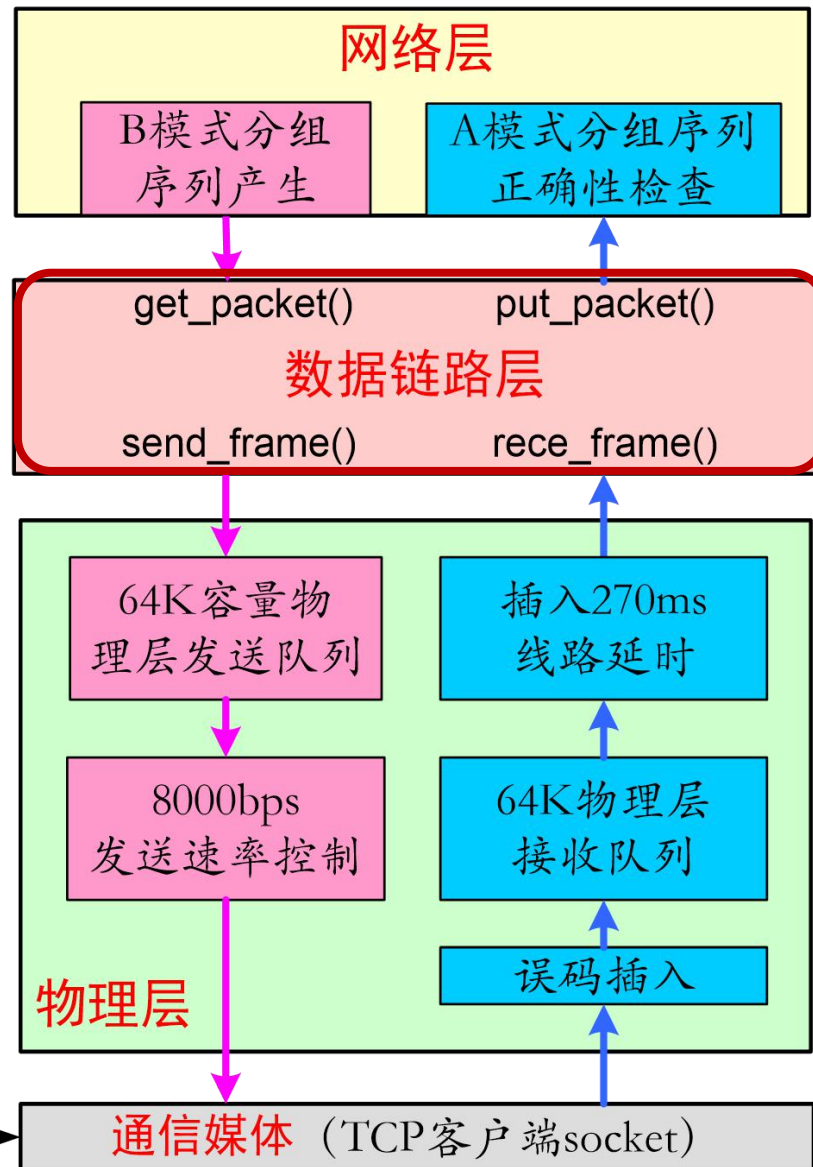 网络层
B模式分组
序列产生
A模式分组序列
正确性检查
get_packet()
put_packet()
数据链路层
send_frame()
rece_frame()
64K容量物
理层发送队列
插入270ms
线路延时
8000bps
发送速率控制
64K物理层
接收队列
误码插入
物理层
通信媒体（TCP客户端socket）